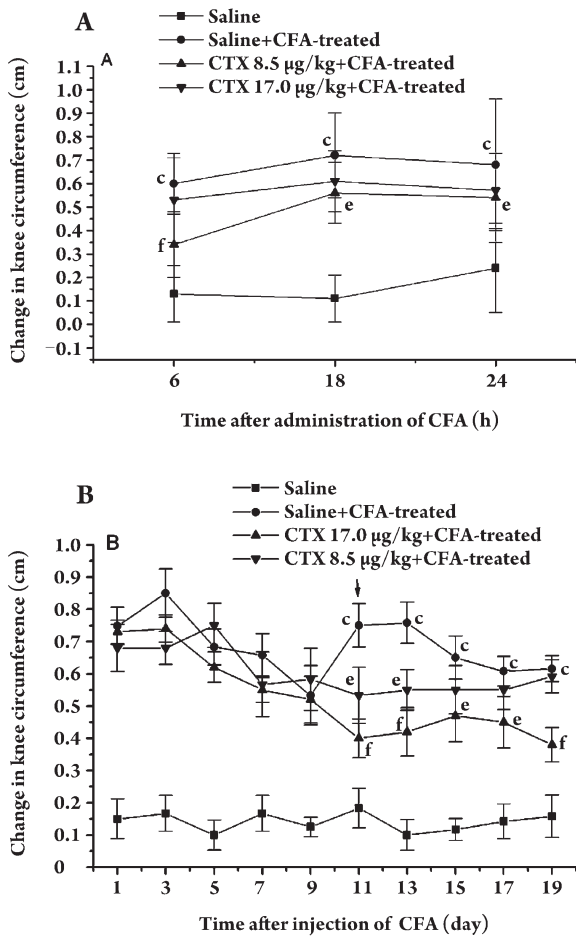 A
Saline
Saline+CFA-treated
CTX 8.5 μg/kg+CFA-treated
CTX 17.0 μg/kg+CFA-treated
A
Change in knee circumference (cm)
1.1
1.0
0.9
0.8
0.7
0.6
0.5
0.4
0.3
0.2
0.1
0.0
−0.1
c
c
c
f
e
e
6
18
24
Time after administration of CFA (h)
B
Saline
Saline+CFA-treated
CTX 17.0 μg/kg+CFA-treated
CTX 8.5 μg/kg+CFA-treated
B
Change in knee circumference (cm)
1.0
0.9
0.8
0.7
0.6
0.5
0.4
0.3
0.2
0.1
0
c
c
c
c
c
e
e
e
e
f
f
f
1 3 5 7 9 11 13 15 17 19
Time after injection of CFA (day)